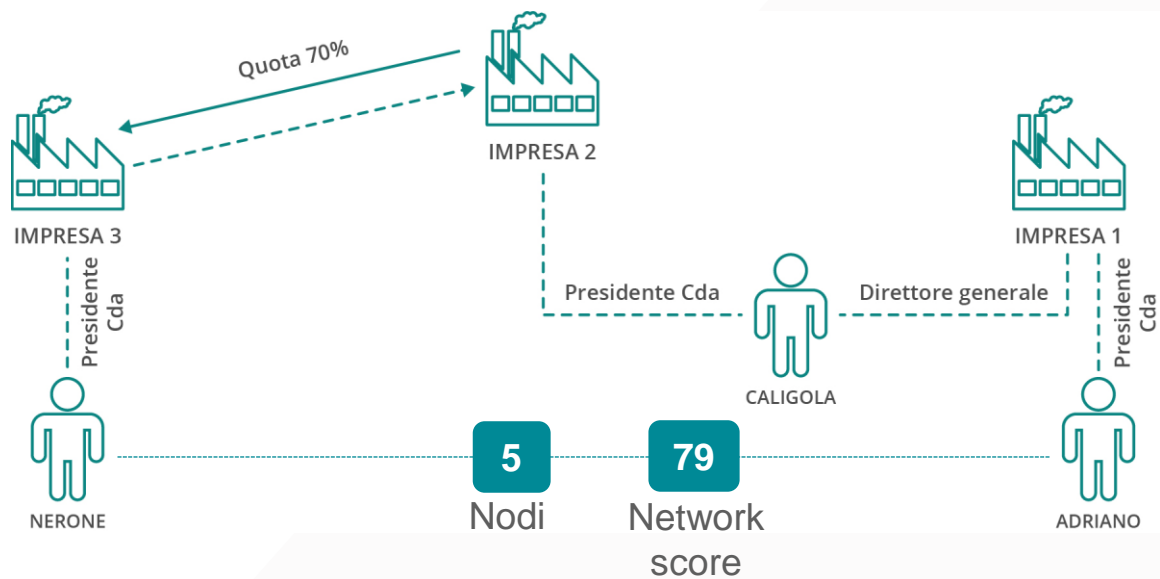 Quota 70%
IMPRESA 2
IMPRESA 3
IMPRESA 1
Presidente
Cda
Presidente Cda
Direttore generale
Presidente
Cda
CALIGOLA
NERONE
5
Nodi
79
Network
score
ADRIANO